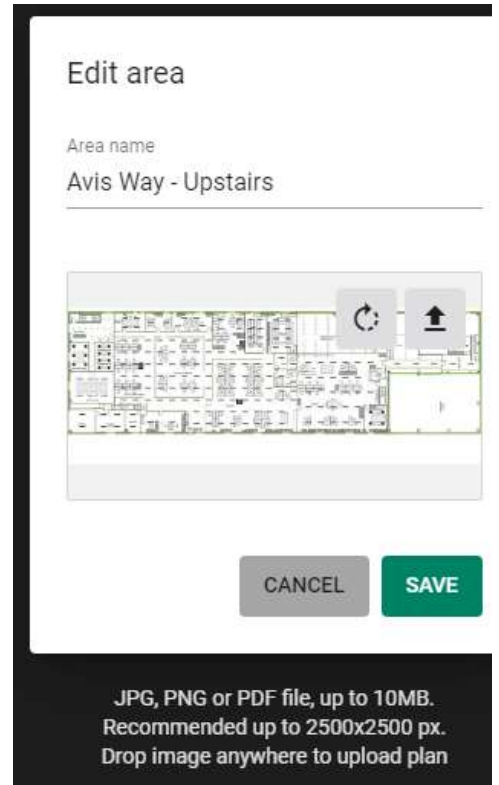 Edit area
Area name
Avis Way - Upstairs
CANCEL
SAVE
JPG, PNG or PDF file, up to 10MB.
Recommended up to 2500x2500 px.
Drop image anywhere to upload plan